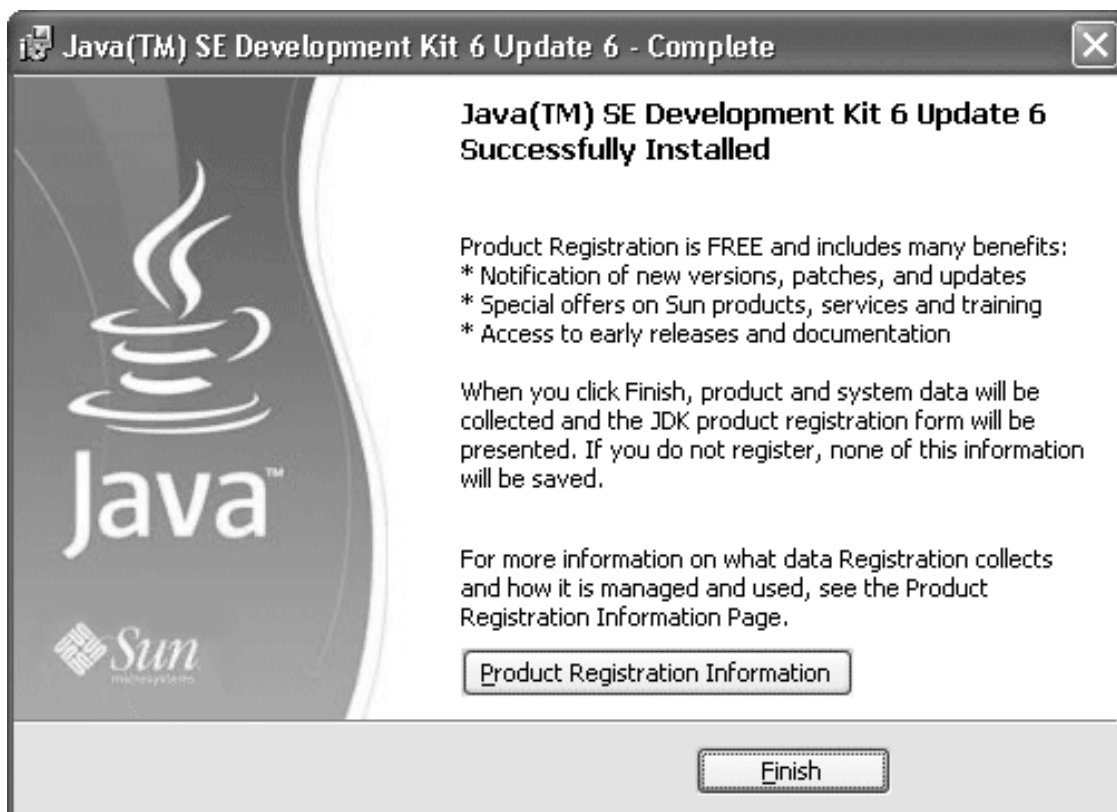 Java(TM) SE Development Kit 6 Update 6 - Complete
Java(TM) SE Development Kit 6 Update 6
Successfully Installed
Product Registration is FREE and includes many benefits:
* Notification of new versions, patches, and updates
* Special offers on Sun products, services and training
* Access to early releases and documentation
When you click Finish, product and system data will be
collected and the JDK product registration form will be
presented. If you do not register, none of this information
will be saved.
For more information on what data Registration collects
and how it is managed and used, see the Product
Registration Information Page.
Product Registration Information
Finish
Java™
Sun
microsystems